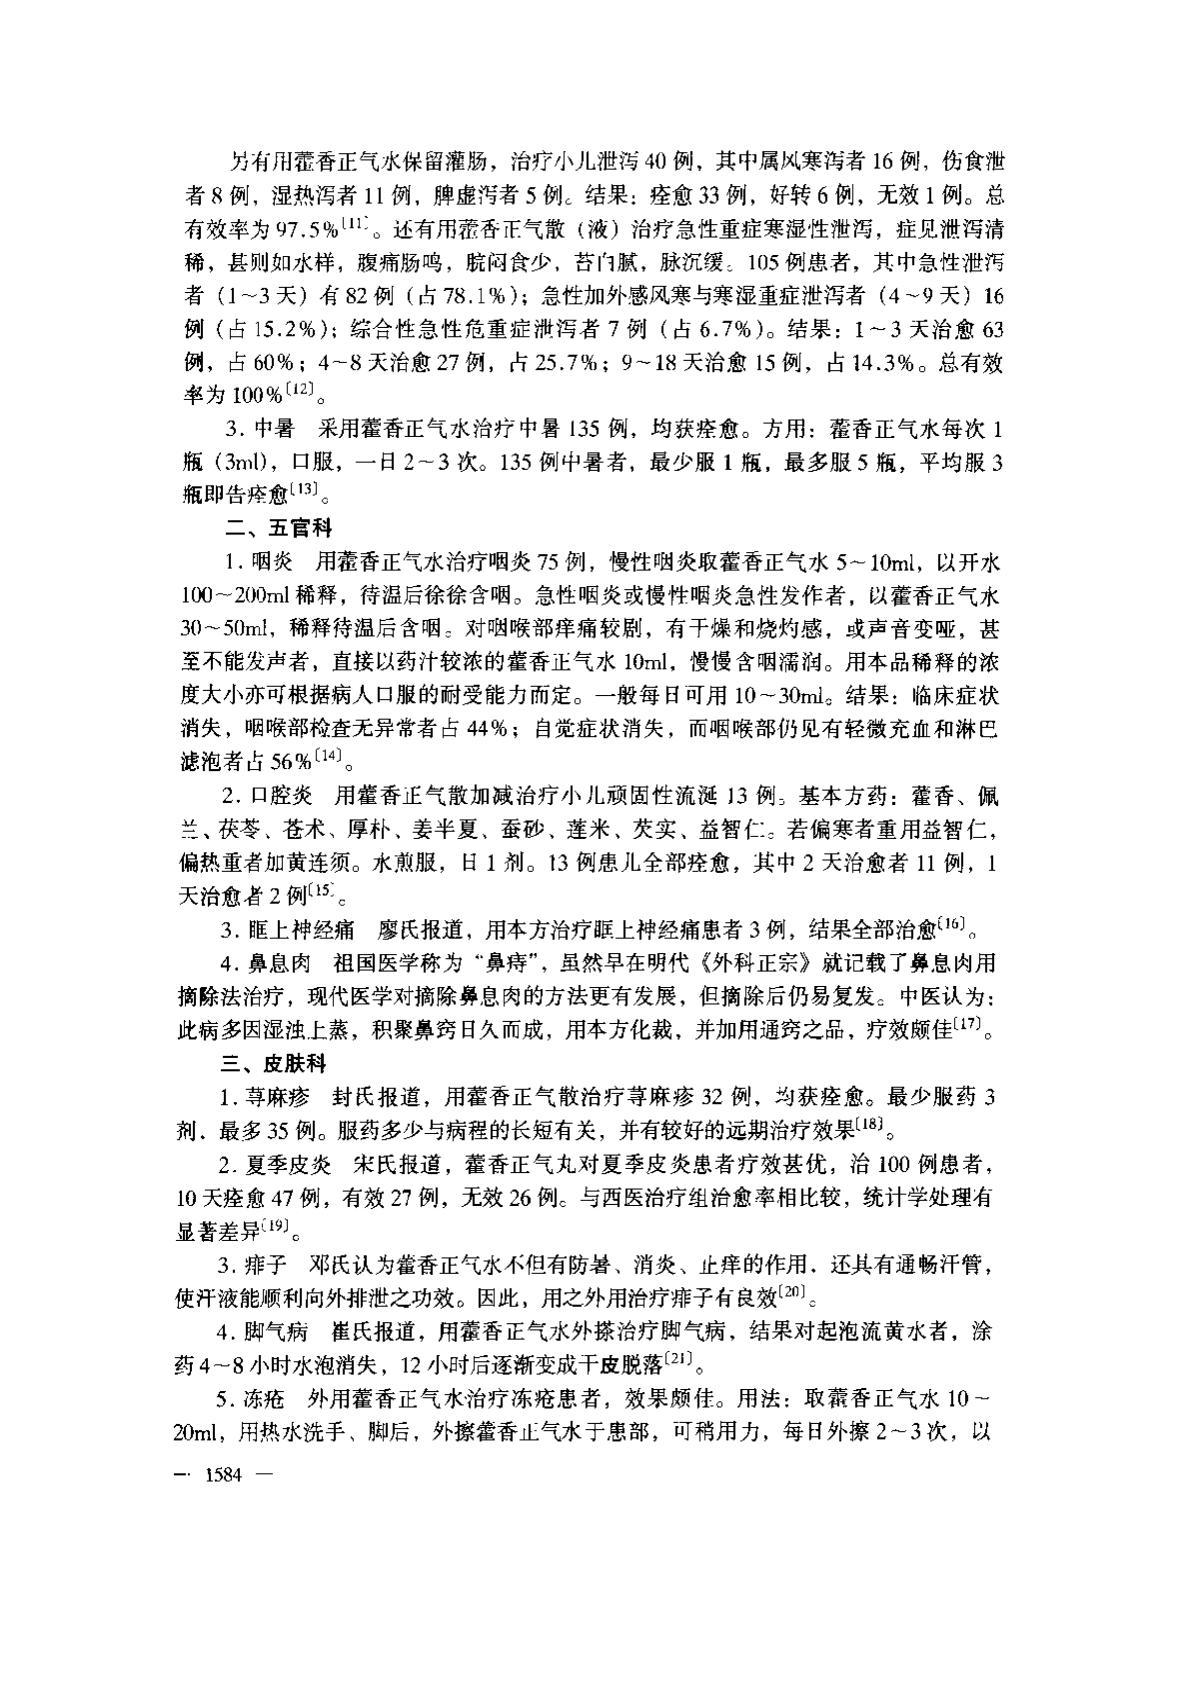 另有用藿香正气水保留灌肠，治疗小儿泄泻 40 例，其中属风寒泻者 16 例，伤食泄
者 8 例，湿热泻者 11 例，脾虚泻者 5 例。结果：痊愈 33 例，好转 6 例，无效 1 例。总
有效率为 97.5%〔11〕。还有用藿香正气散（液）治疗急性重症寒湿性泄泻，症见泄泻清
稀，甚则如水样，腹痛肠鸣，脘闷食少，苔白腻，脉沉缓。105 例患者，其中急性泄泻
者（1～3 天）有 82 例（占 78.1%）；急性加外感风寒与寒湿重症泄泻者（4～9 天）16
例（占 15.2%）；综合性急性危重症泄泻者 7 例（占 6.7%）。结果：1～3 天治愈 63
例，占 60%；4～8 天治愈 27 例，占 25.7%；9～18 天治愈 15 例，占 14.3%。总有效
率为 100%〔12〕。
3. 中暑　采用藿香正气水治疗中暑 135 例，均获痊愈。方用：藿香正气水每次 1
瓶（3ml），口服，一日 2～3 次。135 例中暑者，最少服 1 瓶，最多服 5 瓶，平均服 3
瓶即告痊愈〔13〕。
二、五官科
1. 咽炎　用藿香正气水治疗咽炎 75 例，慢性咽炎取藿香正气水 5～10ml，以开水
100～200ml 稀释，待温后徐徐含咽。急性咽炎或慢性咽炎急性发作者，以藿香正气水
30～50ml，稀释待温后含咽。对咽喉部痒痛较剧，有干燥和烧灼感，或声音变哑，甚
至不能发声者，直接以药汁较浓的藿香正气水 10ml，慢慢含咽濡润。用本品稀释的浓
度大小亦可根据病人口服的耐受能力而定。一般每日可用 10～30ml。结果：临床症状
消失，咽喉部检查无异常者占 44%；自觉症状消失，而咽喉部仍见有轻微充血和淋巴
滤泡者占 56%〔14〕。
2. 口腔炎　用藿香正气散加减治疗小儿顽固性流涎 13 例。基本方药：藿香、佩
兰、茯苓、苍术、厚朴、姜半夏、蚕砂、莲米、芡实、益智仁。若偏寒者重用益智仁，
偏热重者加黄连须。水煎服，日 1 剂。13 例患儿全部痊愈，其中 2 天治愈者 11 例，1
天治愈者 2 例〔15〕。
3. 眶上神经痛　廖氏报道，用本方治疗眶上神经痛患者 3 例，结果全部治愈〔16〕。
4. 鼻息肉　祖国医学称为“鼻痔”，虽然早在明代《外科正宗》就记载了鼻息肉用
摘除法治疗，现代医学对摘除鼻息肉的方法更有发展，但摘除后仍易复发。中医认为：
此病多因湿浊上蒸，积聚鼻窍日久而成，用本方化裁，并加用通窍之品，疗效颇佳〔17〕。
三、皮肤科
1. 荨麻疹　封氏报道，用藿香正气散治疗荨麻疹 32 例，均获痊愈。最少服药 3
剂，最多 35 例。服药多少与病程的长短有关，并有较好的远期治疗效果〔18〕。
2. 夏季皮炎　宋氏报道，藿香正气丸对夏季皮炎患者疗效甚优，治 100 例患者，
10 天痊愈 47 例，有效 27 例，无效 26 例。与西医治疗组治愈率相比较，统计学处理有
显著差异〔19〕。
3. 痱子　邓氏认为藿香正气水不但有防暑、消炎、止痒的作用，还具有通畅汗管，
使汗液能顺利向外排泄之功效。因此，用之外用治疗痱子有良效〔20〕。
4. 脚气病　崔氏报道，用藿香正气水外搽治疗脚气病，结果对起泡流黄水者，涂
药 4～8 小时水泡消失，12 小时后逐渐变成干皮脱落〔21〕。
5. 冻疮　外用藿香正气水治疗冻疮患者，效果颇佳。用法：取藿香正气水 10～
20ml，用热水洗手、脚后，外擦藿香正气水于患部，可稍用力，每日外擦 2～3 次，以
— 1584 —